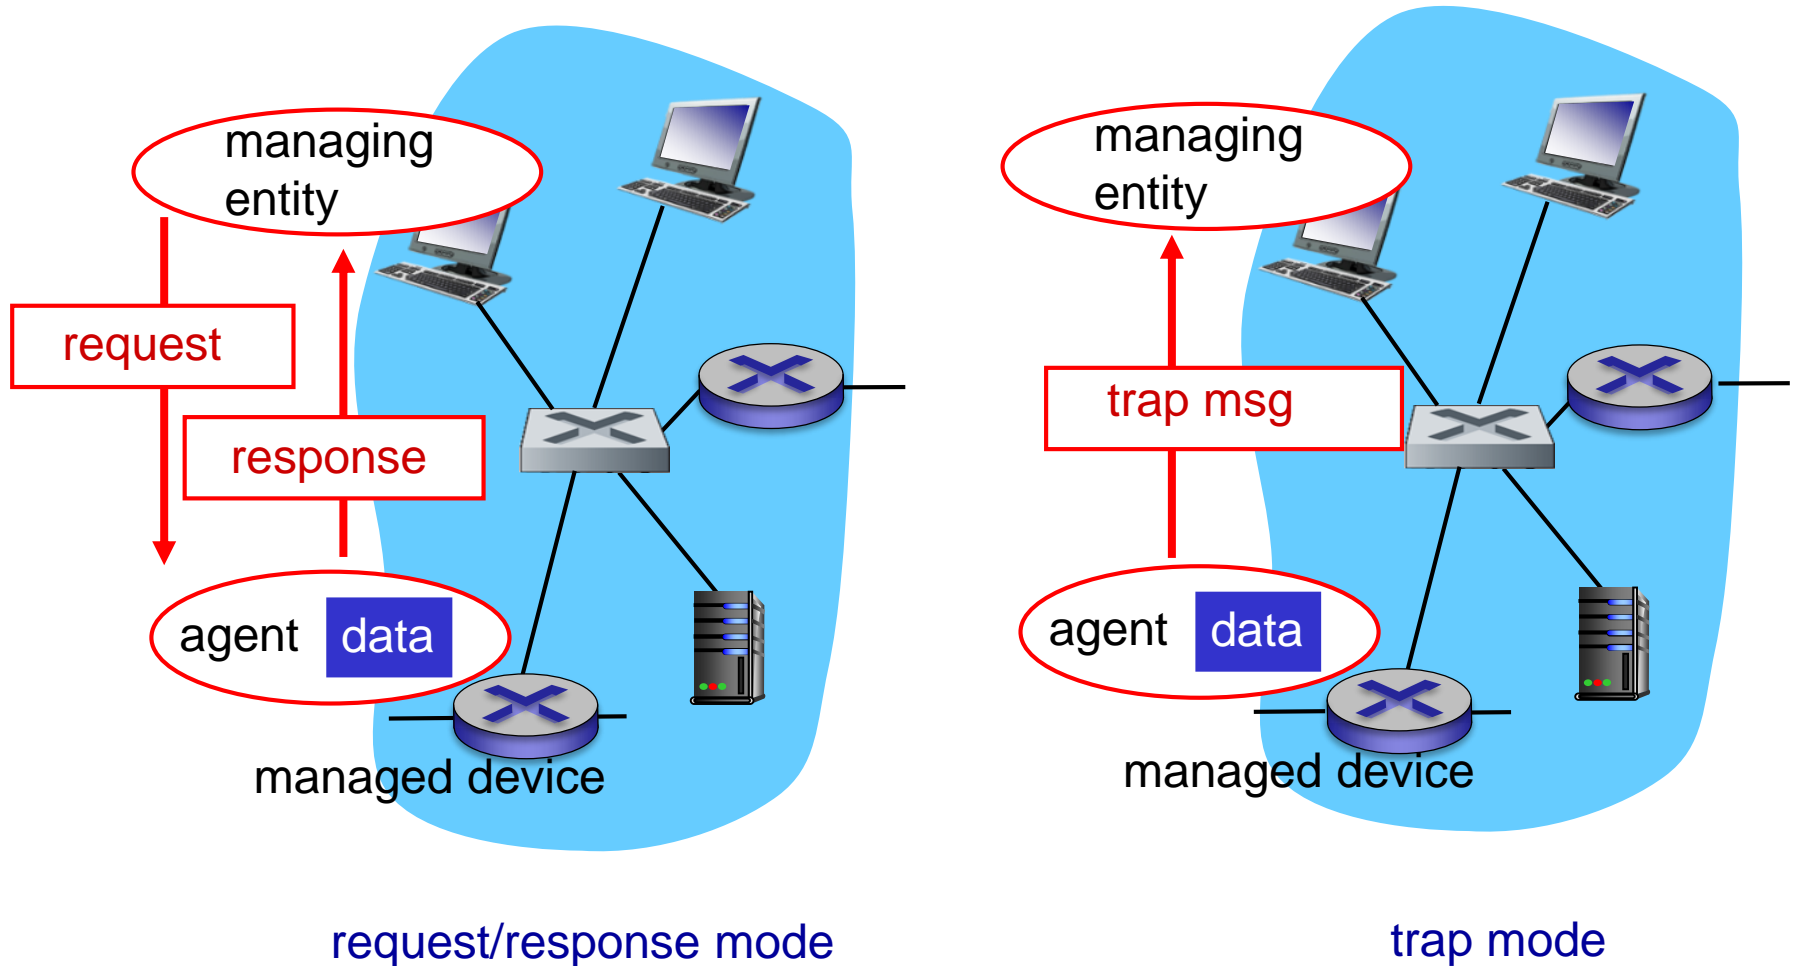 managing
entity
request
response
agent data
managed device
request/response mode
managing
entity
trap msg
agent data
managed device
trap mode